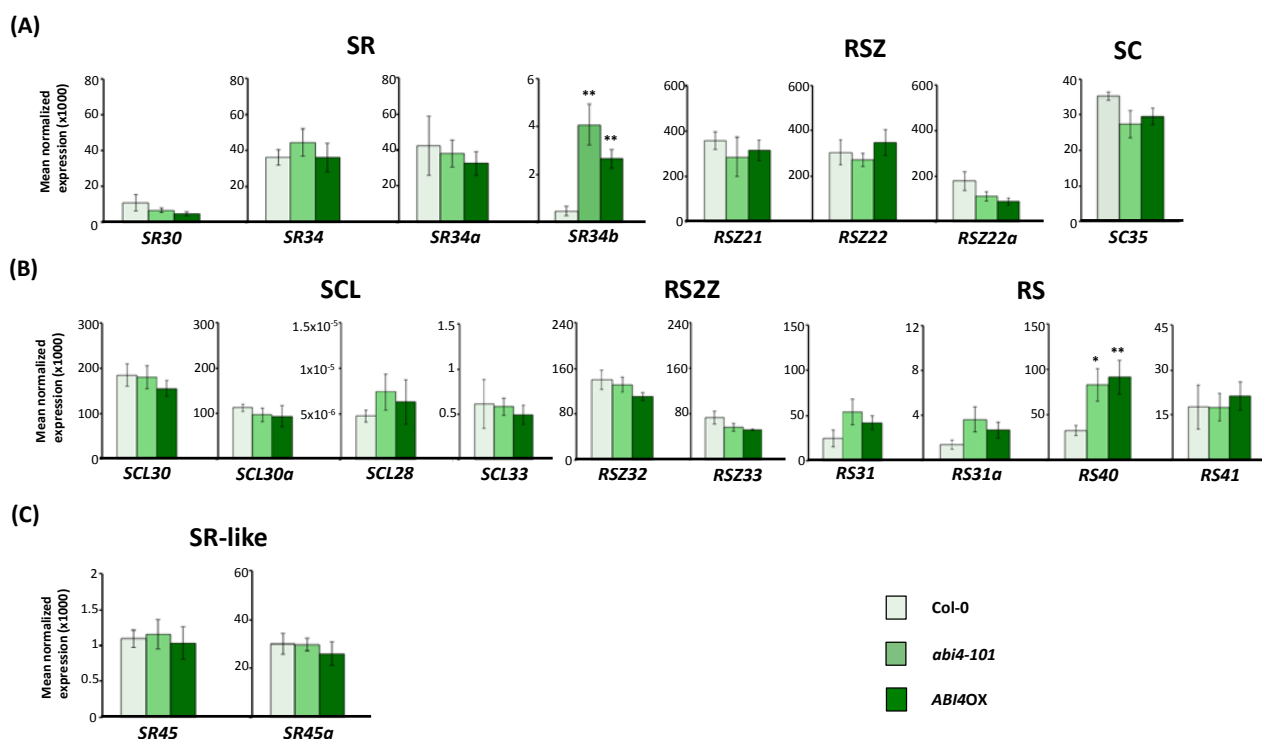 (A)
SR
RSZ
SC
Mean normalized
expression (x1000)
80
60
40
20
0
SR30
80
60
40
20
SR34
80
60
40
20
SR34a
6
4
2
**
**
SR34b
600
400
200
0
RSZ21
600
400
200
0
RSZ22
600
400
200
0
RSZ22a
40
30
20
10
0
SC35
(B)
SCL
RS2Z
RS
Mean normalized
expression (x1000)
300
200
100
0
SCL30
300
200
100
SCL30a
1.5x10-5
1x10-5
5x10-6
SCL28
1.5
1
0.5
SCL33
240
160
80
0
RSZ32
240
160
80
RSZ33
150
100
50
0
RS31
12
8
4
RS31a
150
100
50
*
**
RS40
45
30
15
RS41
(C)
SR-like
Mean normalized
expression (x1000)
2
1.5
1
0.5
0
SR45
60
40
20
SR45a
Col-0
abi4-101
ABI4OX